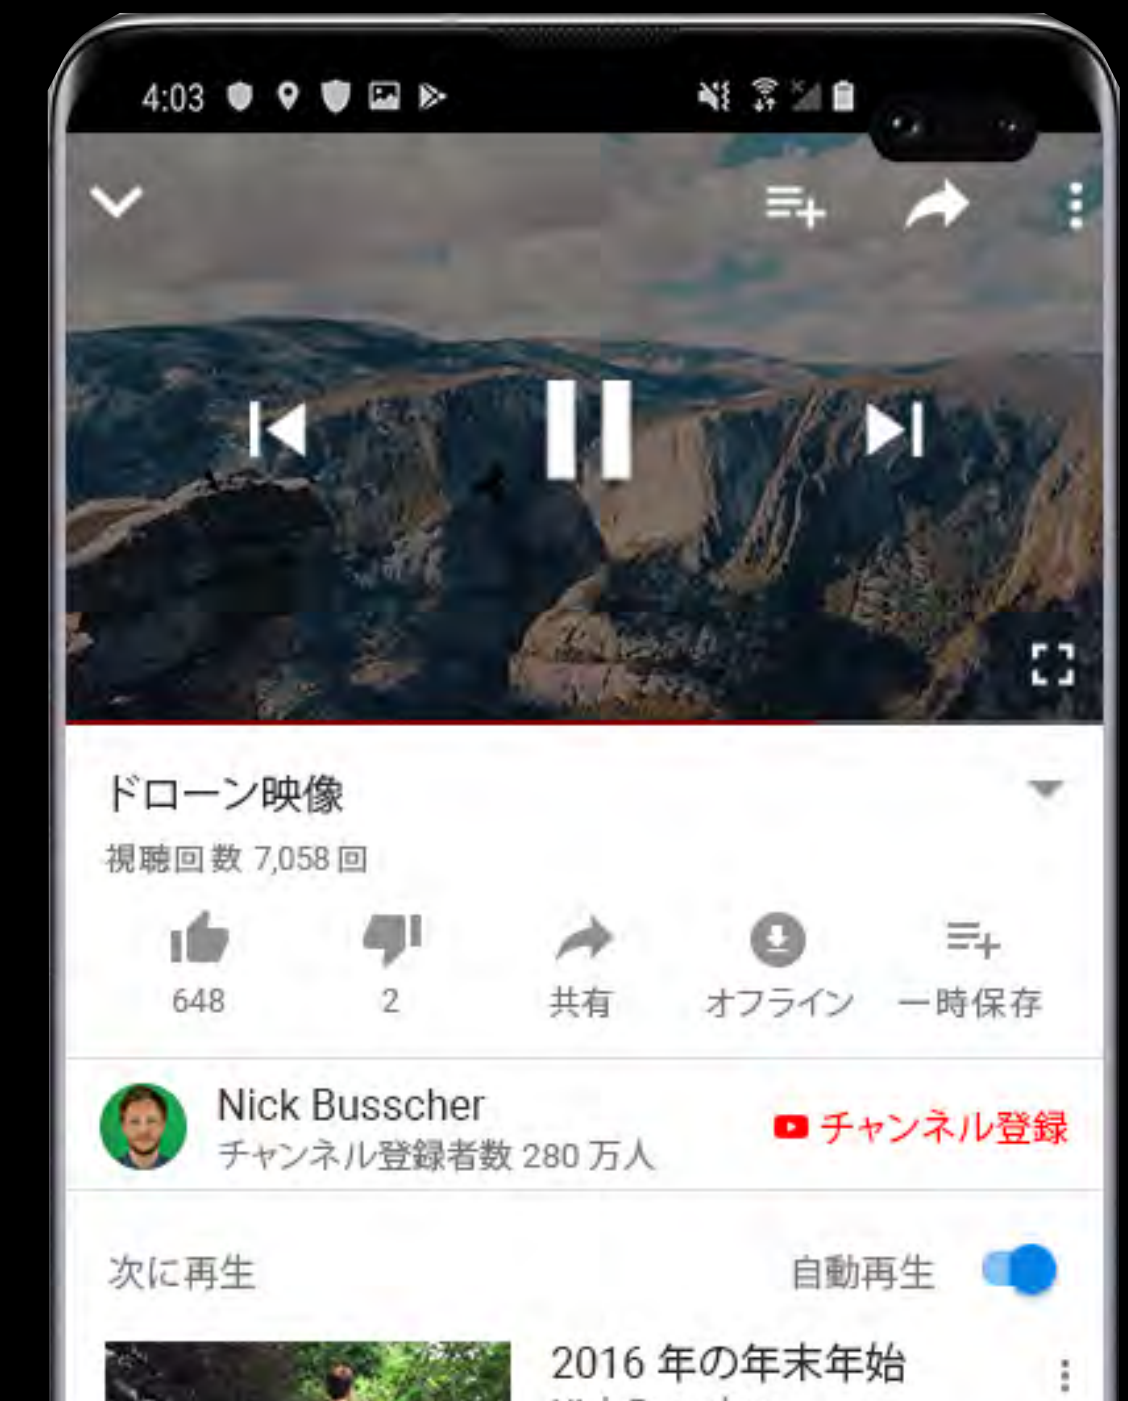 4:03
ドローン映像
視聴回数 7,058 回
648
2
共有
オフライン
一時保存
Nick Busscher
チャンネル登録者数 280 万人
チャンネル登録
次に再生
自動再生
2016 年の年末年始